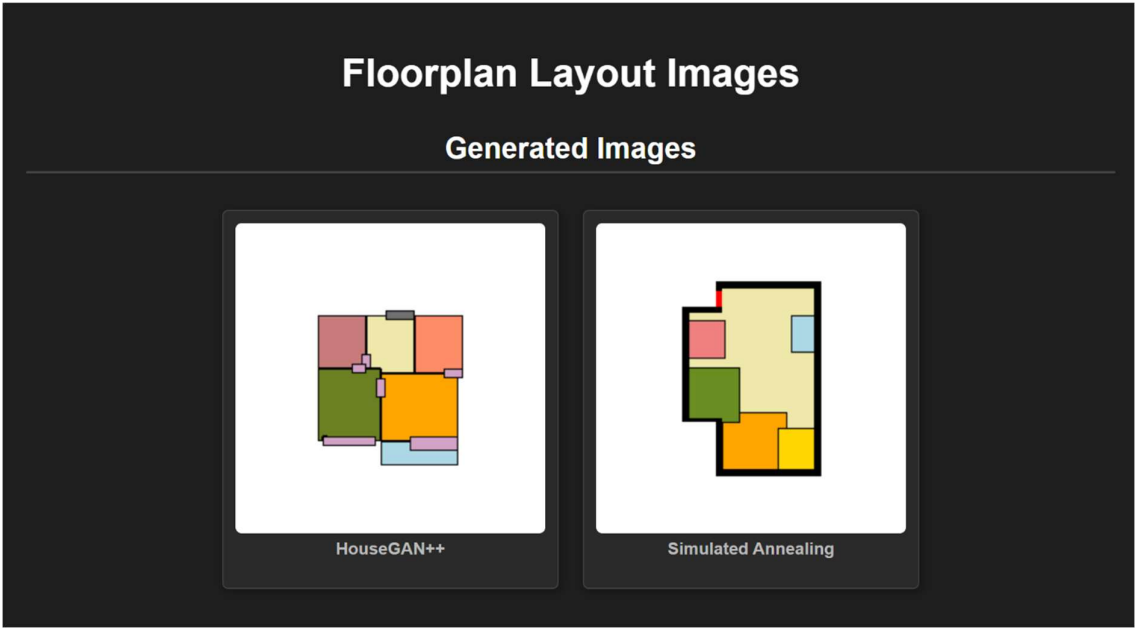 Floorplan Layout Images
Generated Images
HouseGAN++
Simulated Annealing